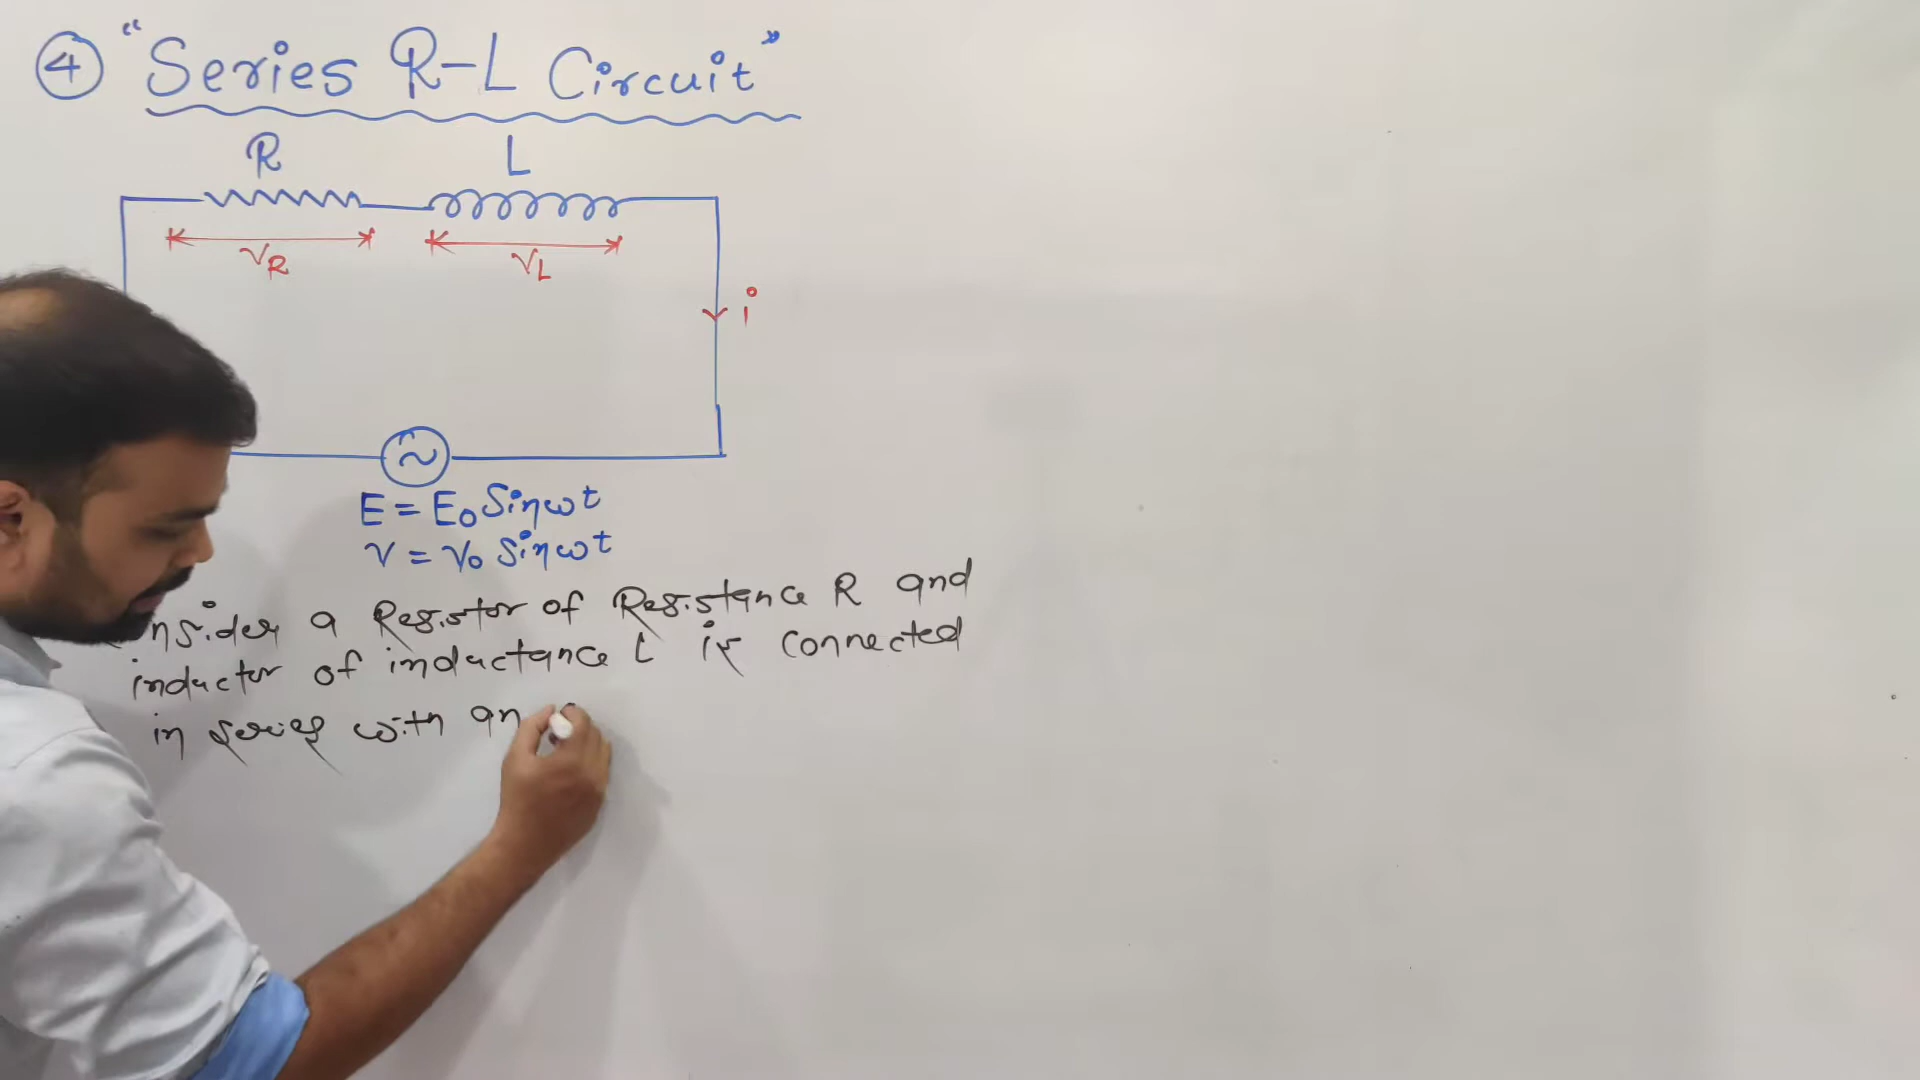 ④ "Series R-L Circuit"
R L
VR VL
i
~
E = E₀ Sinωt
v = v₀ Sinωt
a Resistor of Resistance R and
inductor of inductance L is connected
in series with an